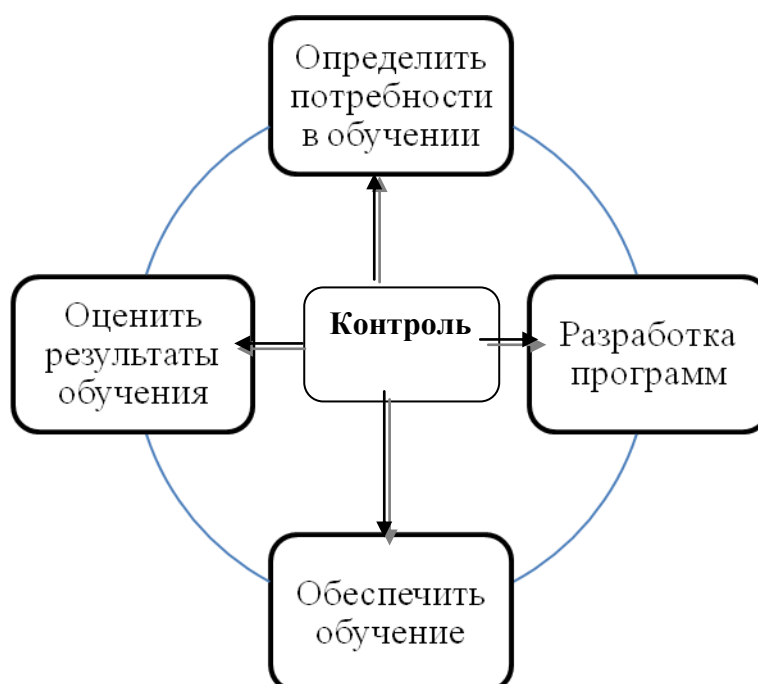 Определить
потребности
в обучении
Оценить
результаты
обучения
Контроль
Разработка
программ
Обеспечить
обучение